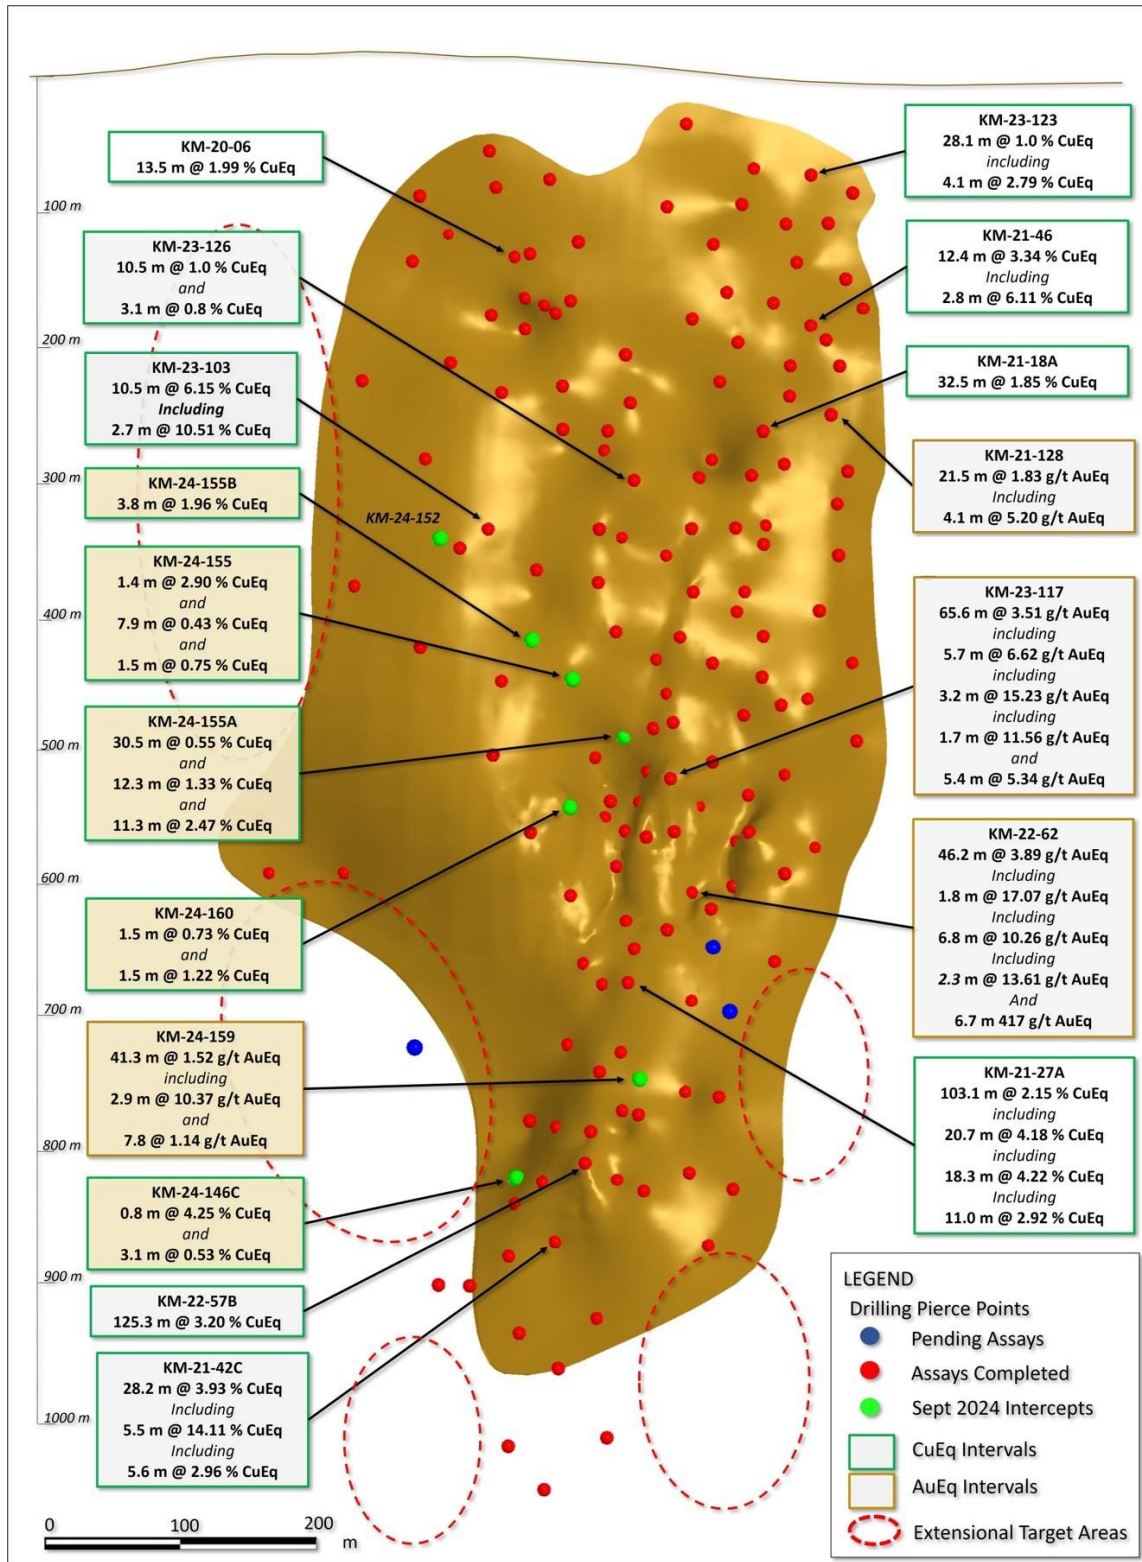 KM-20-06
13.5 m @ 1.99 % CuEq
KM-23-126
10.5 m @ 1.0 % CuEq
and
3.1 m @ 0.8 % CuEq
KM-23-103
10.5 m @ 6.15 % CuEq
Including
2.7 m @ 10.51 % CuEq
KM-24-155B
3.8 m @ 1.96 % CuEq
KM-24-155
1.4 m @ 2.90 % CuEq
and
7.9 m @ 0.43 % CuEq
and
1.5 m @ 0.75 % CuEq
KM-24-155A
30.5 m @ 0.55 % CuEq
and
12.3 m @ 1.33 % CuEq
and
11.3 m @ 2.47 % CuEq
KM-24-160
1.5 m @ 0.73 % CuEq
and
1.5 m @ 1.22 % CuEq
KM-24-159
41.3 m @ 1.52 g/t AuEq
including
2.9 m @ 10.37 g/t AuEq
and
7.8 @ 1.14 g/t AuEq
KM-24-146C
0.8 m @ 4.25 % CuEq
and
3.1 m @ 0.53 % CuEq
KM-22-57B
125.3 m @ 3.20 % CuEq
KM-21-42C
28.2 m @ 3.93 % CuEq
Including
5.5 m @ 14.11 % CuEq
Including
5.6 m @ 2.96 % CuEq
100 m
200 m
300 m
400 m
500 m
600 m
700 m
800 m
900 m
1000 m
KM-24-152
KM-23-123
28.1 m @ 1.0 % CuEq
including
4.1 m @ 2.79 % CuEq
KM-21-46
12.4 m @ 3.34 % CuEq
Including
2.8 m @ 6.11 % CuEq
KM-21-18A
32.5 m @ 1.85 % CuEq
KM-21-128
21.5 m @ 1.83 g/t AuEq
Including
4.1 m @ 5.20 g/t AuEq
KM-23-117
65.6 m @ 3.51 g/t AuEq
including
5.7 m @ 6.62 g/t AuEq
including
3.2 m @ 15.23 g/t AuEq
including
1.7 m @ 11.56 g/t AuEq
and
5.4 m @ 5.34 g/t AuEq
KM-22-62
46.2 m @ 3.89 g/t AuEq
Including
1.8 m @ 17.07 g/t AuEq
Including
6.8 m @ 10.26 g/t AuEq
Including
2.3 m @ 13.61 g/t AuEq
And
6.7 m 417 g/t AuEq
KM-21-27A
103.1 m @ 2.15 % CuEq
including
20.7 m @ 4.18 % CuEq
including
18.3 m @ 4.22 % CuEq
Including
11.0 m @ 2.92 % CuEq
LEGEND
Drilling Pierce Points
Pending Assays
Assays Completed
Sept 2024 Intercepts
CuEq Intervals
AuEq Intervals
Extensional Target Areas
0 100 200
m